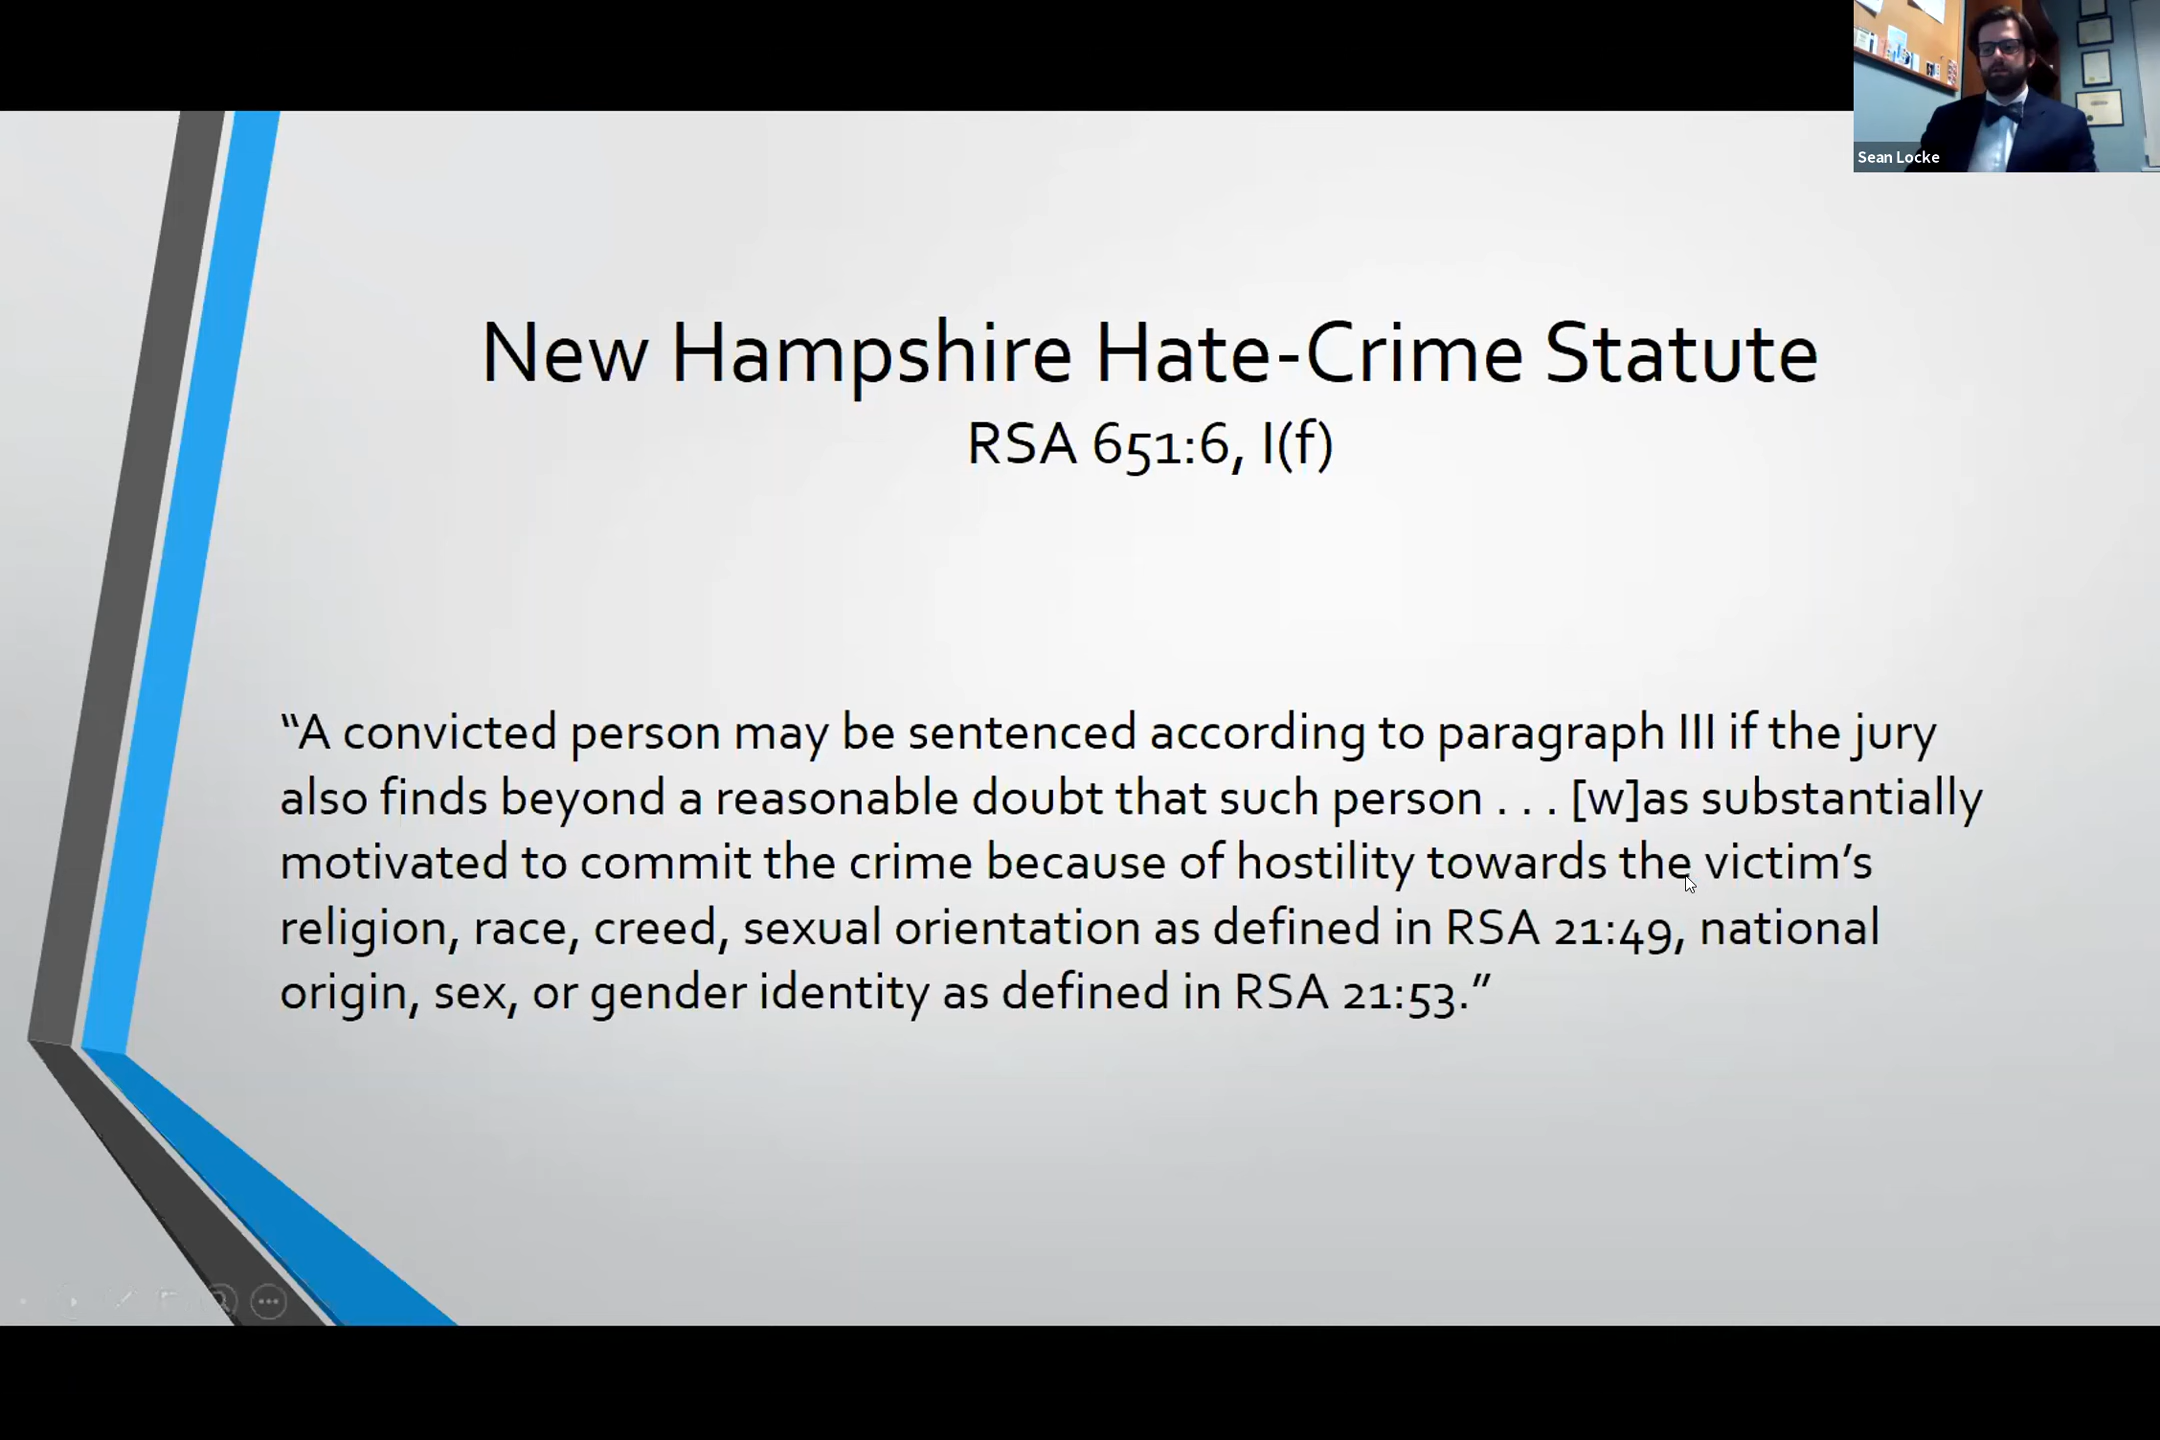 Sean Locke
New Hampshire Hate-Crime Statute
RSA 651:6, I(f)
“A convicted person may be sentenced according to paragraph III if the jury
also finds beyond a reasonable doubt that such person . . . [w]as substantially
motivated to commit the crime because of hostility towards the victim’s
religion, race, creed, sexual orientation as defined in RSA 21:49, national
origin, sex, or gender identity as defined in RSA 21:53.”